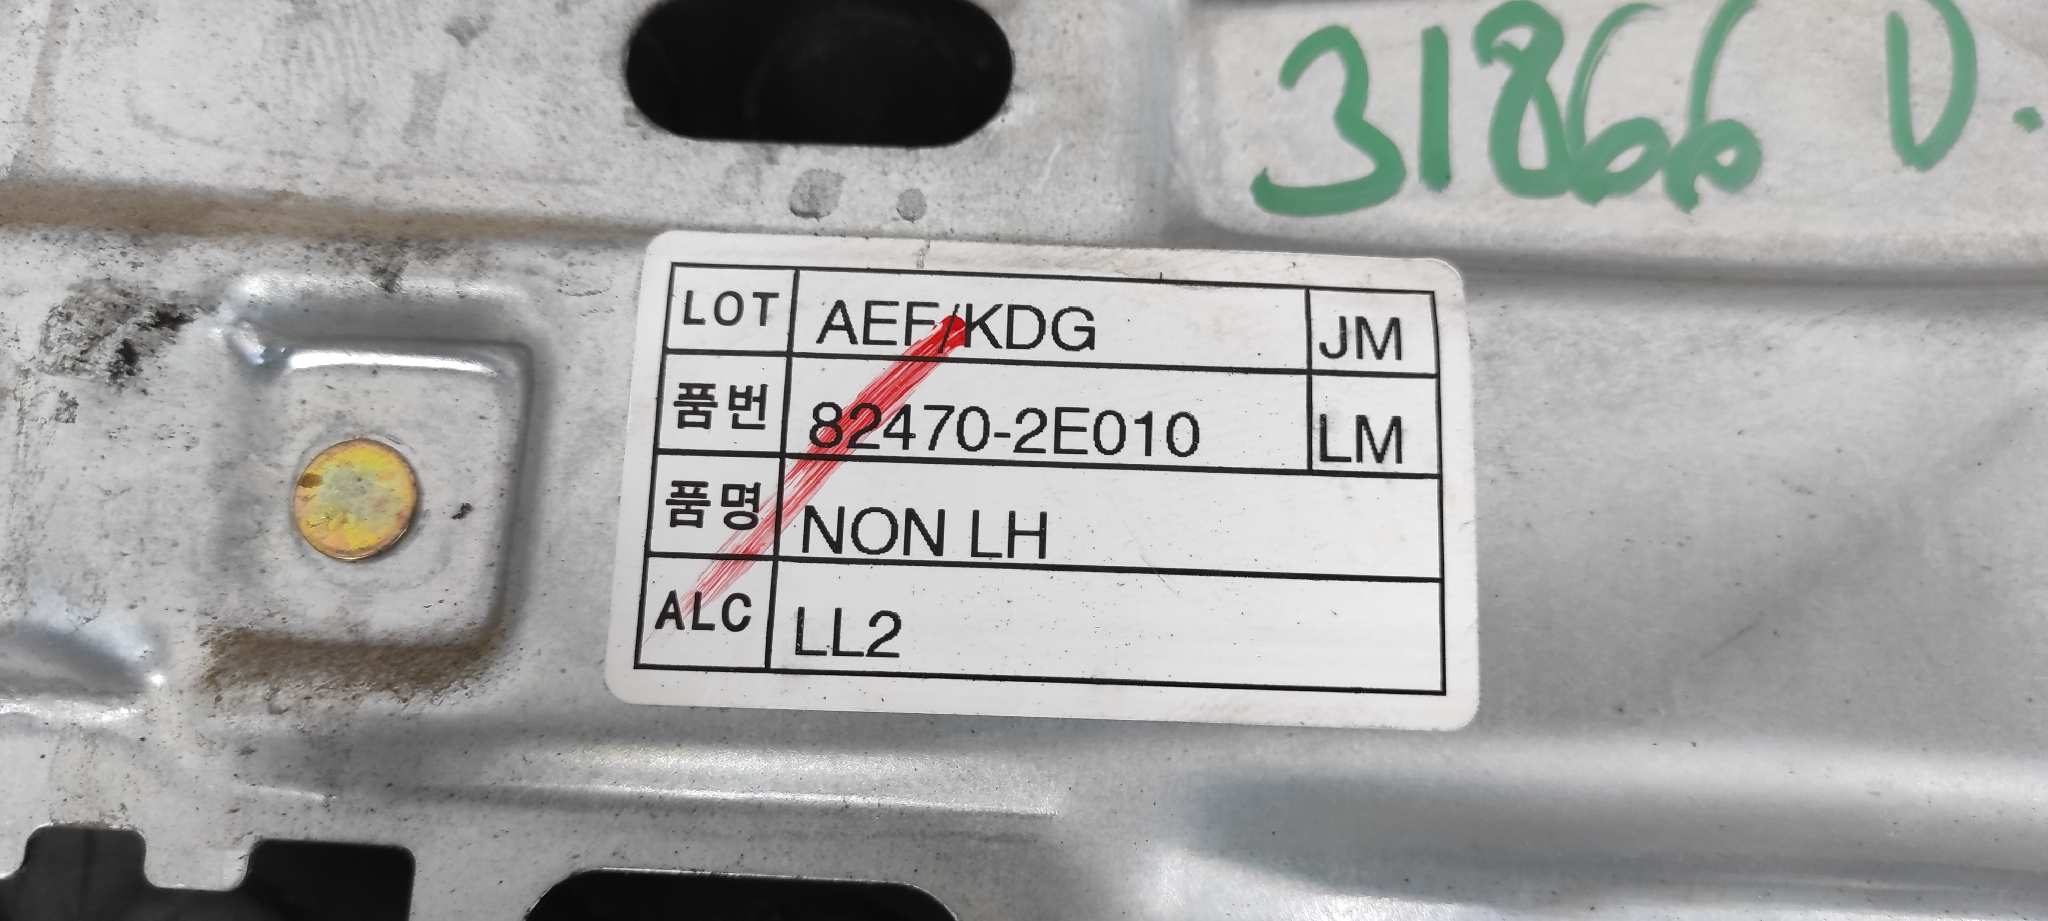 31866 D.
LOT AEF/KDG JM
품번 82470-2E010 LM
품명 NON LH
ALC LL2